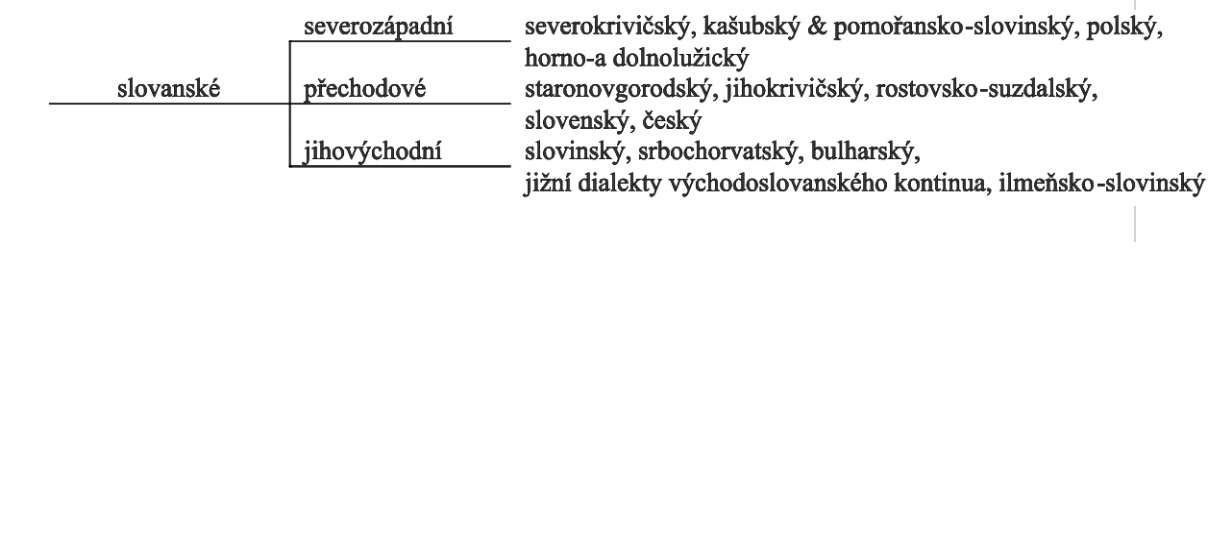 severozápadní severokrivičský, kašubský & pomořansko-slovinský, polský,
horno-a dolnolužický
slovanské přechodové staronovgorodský, jihokrivičský, rostovsko-suzdalský,
slovenský, český
jihovýchodní slovinský, srbochorvatský, bulharský,
jižní dialekty východoslovanského kontinua, ilmeňsko-slovinský